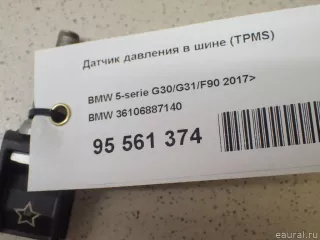 Датчик давления в шине (TPMS)
BMW 5-serie G30/G31/F90 2017>
BMW 36106887140
95 561 374
© eaural.ru